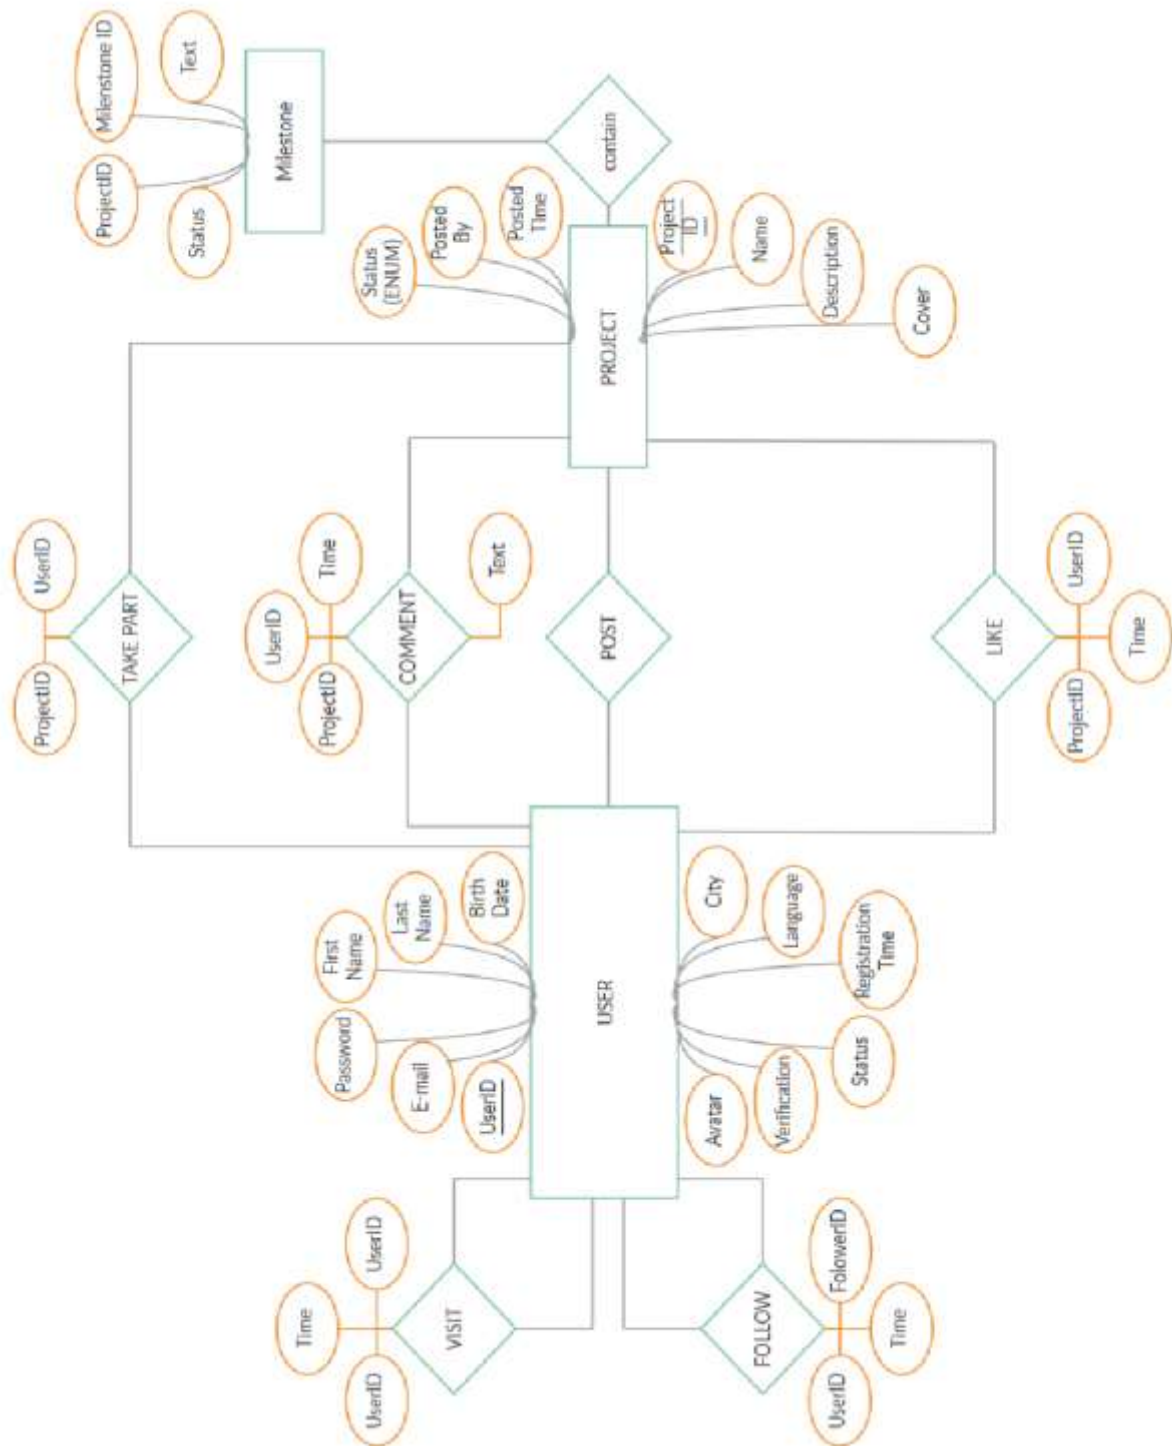 Time
UserID
UserID
VISIT
FOLLOW
UserID
FolowerID
Time
Password
First
Name
E-mail
Last
Name
UserID
Birth
Date
USER
Avatar
City
Verification
Language
Status
Registration
Time
ProjectID
UserID
TAKE PART
UserID
ProjectID
Time
COMMENT
Text
POST
LIKE
ProjectID
UserID
Time
Status
(ENUM)
Posted
By
Posted
Time
PROJECT
Project
ID
Name
Description
Cover
ProjectID
Milenstone ID
Status
Text
Milestone
contain